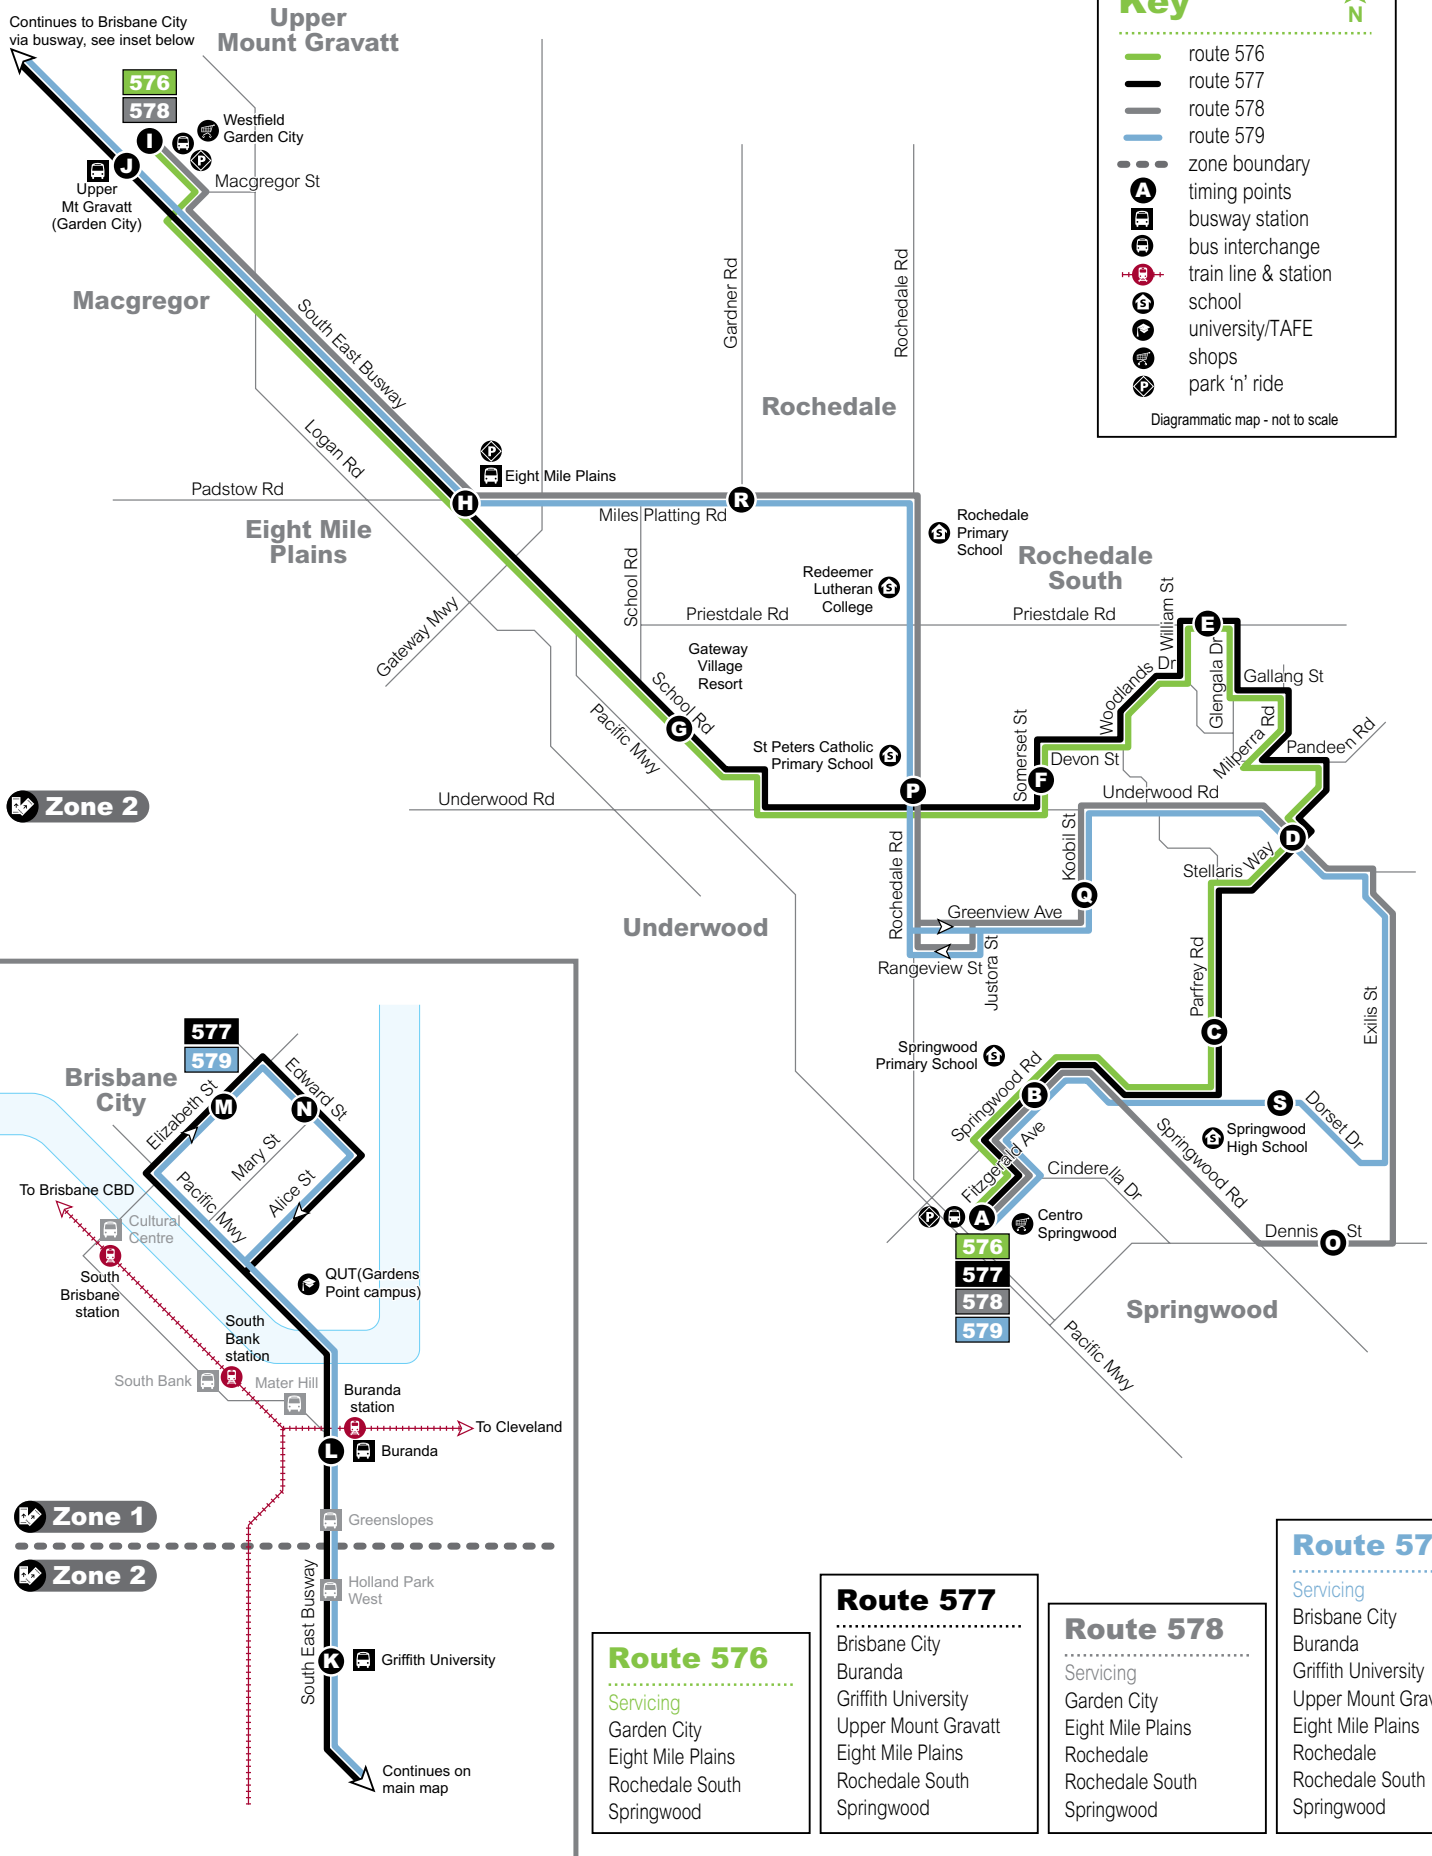 Continues to Brisbane City
via busway, see inset below
Upper
Mount Gravatt
576
578
I
Westfield
Garden City
P
J
Upper
Mt Gravatt
(Garden City)
Macgregor St
Macgregor
South East Busway
Logan Rd
Gardner Rd
Rochedale Rd
Rochedale
Key
N
route 576
route 577
route 578
route 579
zone boundary
A
timing points
busway station
bus interchange
train line & station
S
school
university/TAFE
shops
P
park 'n' ride
Diagrammatic map - not to scale
P
Eight Mile Plains
Padstow Rd
H
R
Miles Platting Rd
Eight Mile
Plains
S
Rochedale
Primary
School
Rochedale
South
School Rd
Redeemer
Lutheran
College
S
Gateway Mwy
Priestdale Rd
Priestdale Rd
William St
E
Gateway
Village
Resort
Woodlands Dr
Glengala Dr
Gallang St
School Rd
Pacific Mwy
G
St Peters Catholic
Primary School
S
Somerset St
Devon St
Milperra Rd
Pandeen Rd
Zone 2
Underwood Rd
P
F
Underwood Rd
D
Rochedale Rd
Koobil St
Stellaris Way
Q
Greenview Ave
Underwood
Rangeview St
Justora St
Parfrey Rd
Exilis St
C
Springwood
Primary School
S
Springwood Rd
B
S
Dorset Dr
S
Springwood
High School
Fitzgerald Ave
Cinderella Dr
Springwood Rd
P
A
Centro
Springwood
Dennis St
O
576
577
578
579
Springwood
Pacific Mwy
577
579
Brisbane
City
Elizabeth St
M
N
Edward St
Mary St
Alice St
Pacific Mwy
To Brisbane CBD
Cultural
Centre
South
Brisbane
station
QUT(Gardens
Point campus)
South
Bank
station
South Bank
Mater Hill
Buranda
station
To Cleveland
L
Buranda
Zone 1
Greenslopes
Zone 2
Holland Park
West
South East Busway
K
Griffith University
Continues on
main map
Route 576
Servicing
Garden City
Eight Mile Plains
Rochedale South
Springwood
Route 577
Brisbane City
Buranda
Griffith University
Upper Mount Gravatt
Eight Mile Plains
Rochedale South
Springwood
Route 578
Servicing
Garden City
Eight Mile Plains
Rochedale
Rochedale South
Springwood
Route 57
Servicing
Brisbane City
Buranda
Griffith University
Upper Mount Grav
Eight Mile Plains
Rochedale
Rochedale South
Springwood